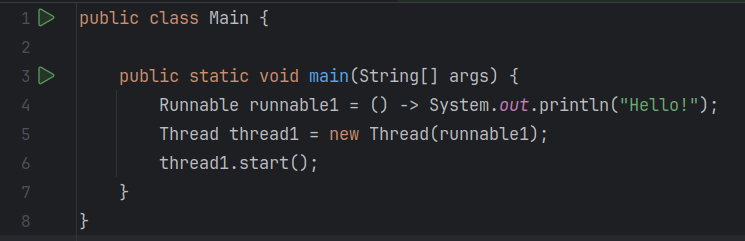 1 public class Main {
2
3     public static void main(String[] args) {
4         Runnable runnable1 = () -> System.out.println("Hello!");
5         Thread thread1 = new Thread(runnable1);
6         thread1.start();
7     }
8 }